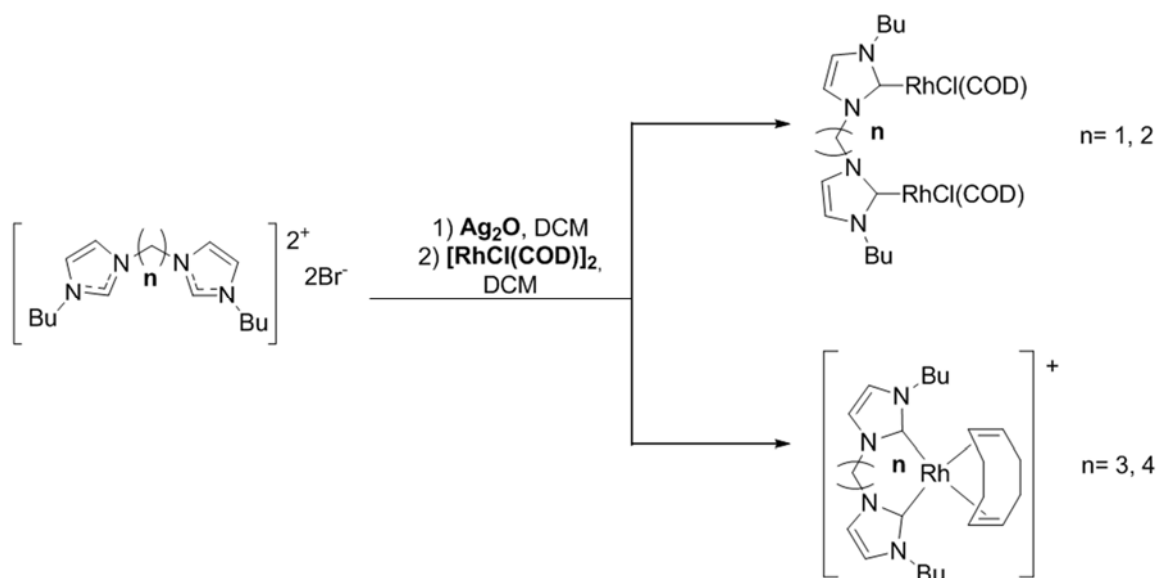 Bu
N
RhCl(COD)
N
n
n= 1, 2
N
RhCl(COD)
N
Bu
1) Ag₂O, DCM
2) [RhCl(COD)]₂,
DCM
2+
N n N
N N
Bu Bu
2Br⁻
+
Bu
N
N
n
Rh
n= 3, 4
N
N
Bu